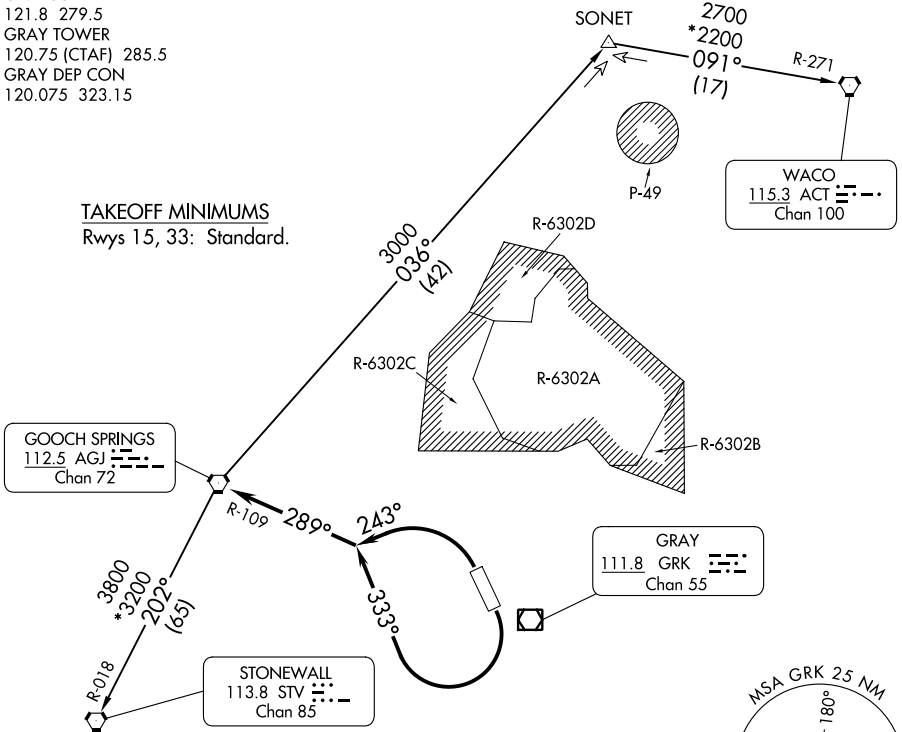 121.8 279.5
GRAY TOWER
120.75 (CTAF) 285.5
GRAY DEP CON
120.075 323.15
SONET
2700
*2200
091°
(17)
R-271
P-49
WACO
115.3 ACT
Chan 100
TAKEOFF MINIMUMS
Rwys 15, 33: Standard.
3000
036°
(42)
R-6302D
R-6302C
R-6302A
R-6302B
GOOCH SPRINGS
112.5 AGJ
Chan 72
R-109
289°
243°
333°
GRAY
111.8 GRK
Chan 55
3800
*3200
202°
(65)
R-018
STONEWALL
113.8 STV
Chan 85
MSA GRK 25 NM
180°